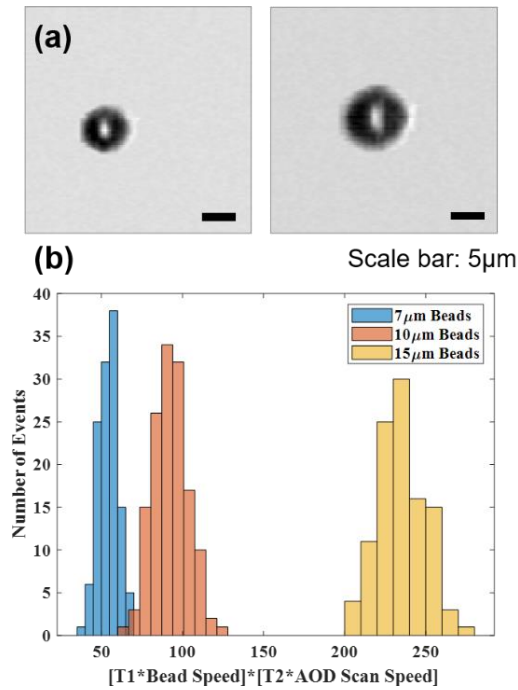 (a)
(b)
Scale bar: 5μm
40
35
30
25
20
15
10
5
0
Number of Events
7μm Beads
10μm Beads
15μm Beads
50
100
150
200
250
[T1*Bead Speed]*[T2*AOD Scan Speed]